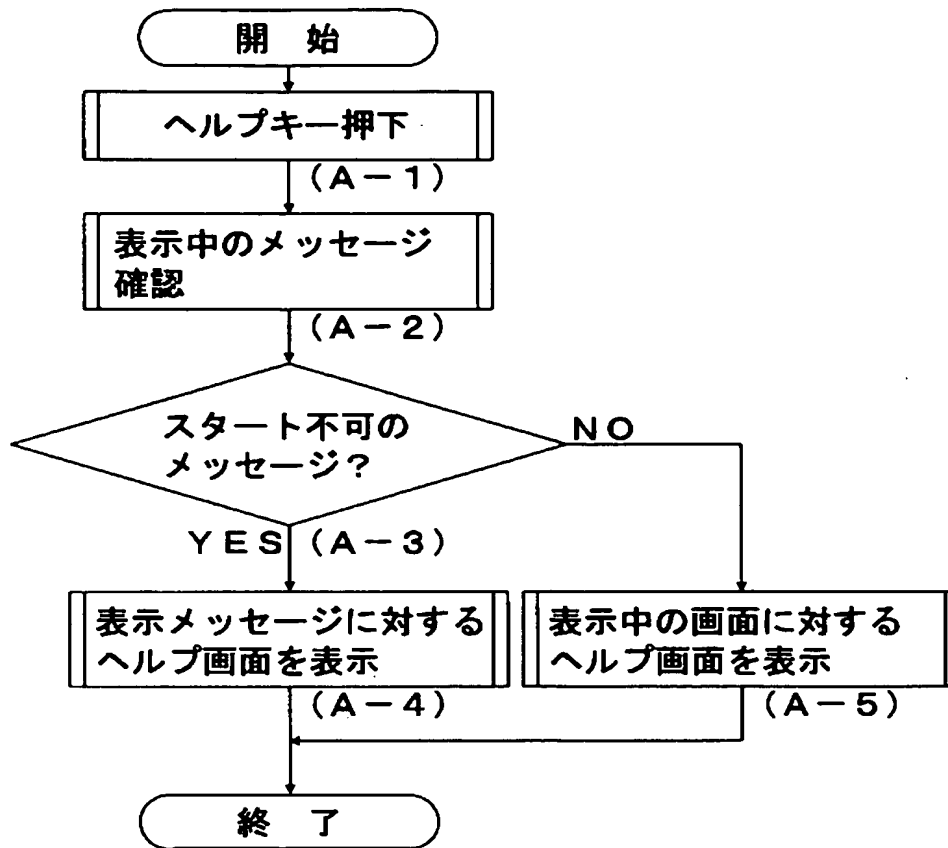 開 始
ヘルプキー押下
(A-1)
表示中のメッセージ
確認
(A-2)
スタート不可の
メッセージ?
NO
YES (A-3)
表示メッセージに対する
ヘルプ画面を表示
(A-4)
表示中の画面に対する
ヘルプ画面を表示
(A-5)
終 了